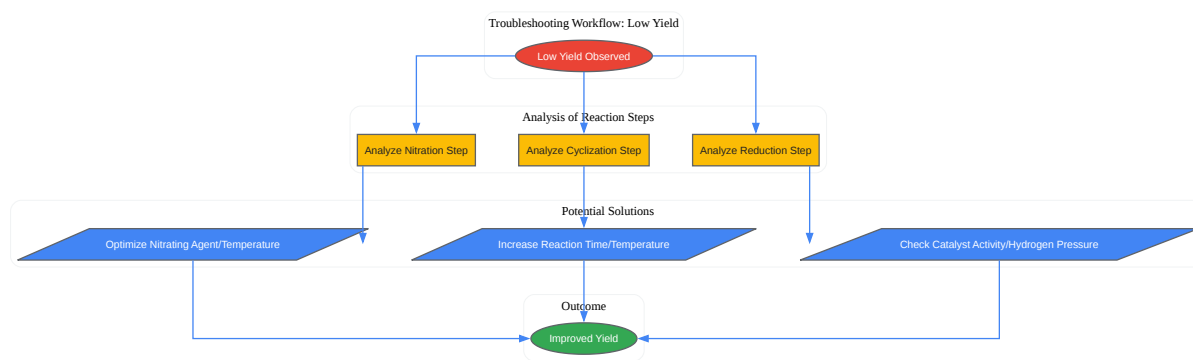 Troubleshooting Workflow: Low Yield
Low Yield Observed
Analysis of Reaction Steps
Analyze Nitration Step
Analyze Cyclization Step
Analyze Reduction Step
Potential Solutions
Optimize Nitrating Agent/Temperature
Increase Reaction Time/Temperature
Check Catalyst Activity/Hydrogen Pressure
Outcome
Improved Yield